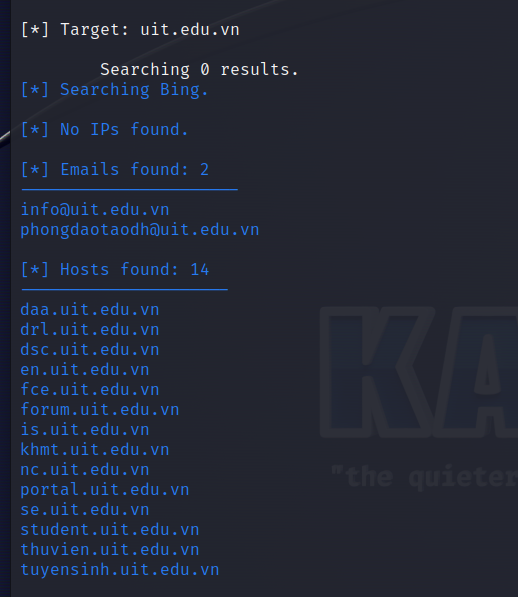 [*] Target: uit.edu.vn
Searching 0 results.
[*] Searching Bing.
[*] No IPs found.
[*] Emails found: 2
----------------------
info@uit.edu.vn
phongdaotaodh@uit.edu.vn
[*] Hosts found: 14
---------------------
daa.uit.edu.vn
drl.uit.edu.vn
dsc.uit.edu.vn
en.uit.edu.vn
fce.uit.edu.vn
forum.uit.edu.vn
is.uit.edu.vn
khmt.uit.edu.vn
nc.uit.edu.vn
portal.uit.edu.vn
se.uit.edu.vn
student.uit.edu.vn
thuvien.uit.edu.vn
tuyensinh.uit.edu.vn
KA
"the quieter